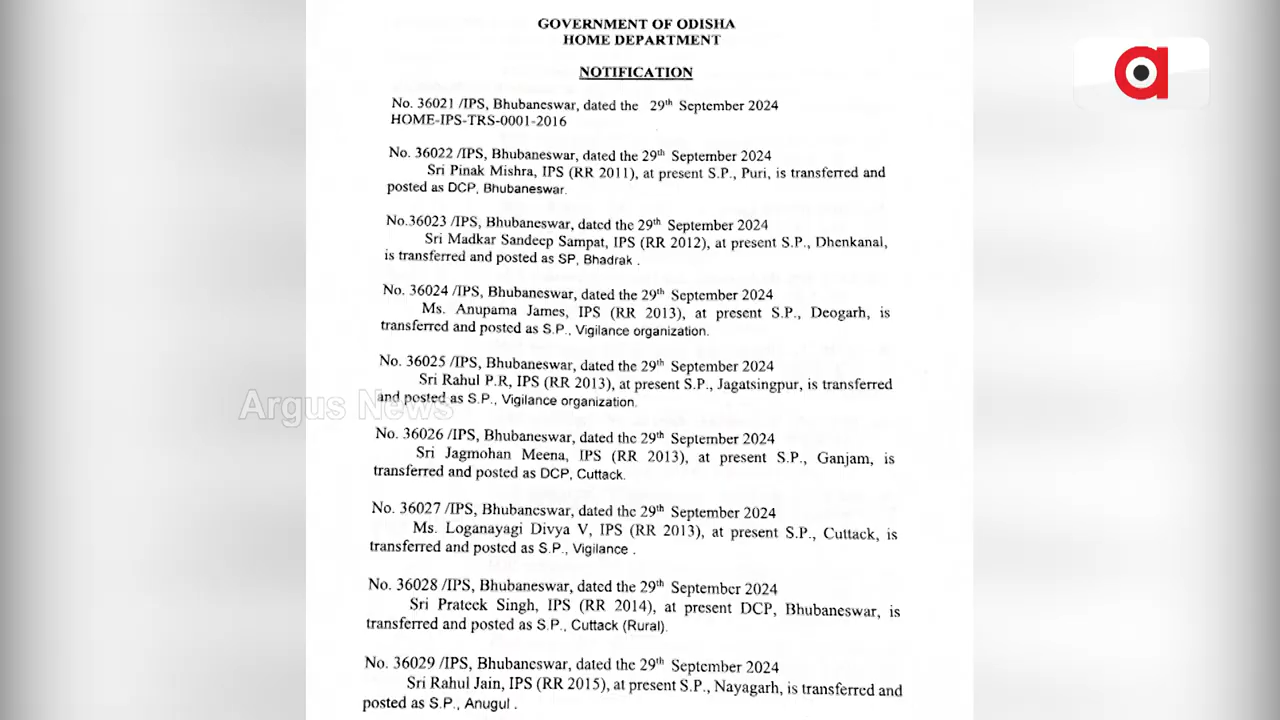 GOVERNMENT OF ODISHA
HOME DEPARTMENT
NOTIFICATION
No. 36021 /IPS, Bhubaneswar, dated the 29th September 2024
HOME-IPS-TRS-0001-2016
No. 36022 /IPS, Bhubaneswar, dated the 29th September 2024
Sri Pinak Mishra, IPS (RR 2011), at present S.P., Puri, is transferred and
posted as DCP, Bhubaneswar.
No.36023 /IPS, Bhubaneswar, dated the 29th September 2024
Sri Madkar Sandeep Sampat, IPS (RR 2012), at present S.P., Dhenkanal,
is transferred and posted as SP, Bhadrak .
No. 36024 /IPS, Bhubaneswar, dated the 29th September 2024
Ms. Anupama James, IPS (RR 2013), at present S.P., Deogarh, is
transferred and posted as S.P., Vigilance organization.
No. 36025 /IPS, Bhubaneswar, dated the 29th September 2024
Sri Rahul P.R, IPS (RR 2013), at present S.P., Jagatsingpur, is transferred
and posted as S.P., Vigilance organization.
Argus News
No. 36026 /IPS, Bhubaneswar, dated the 29th September 2024
Sri Jagmohan Meena, IPS (RR 2013), at present S.P., Ganjam, is
transferred and posted as DCP, Cuttack.
No. 36027 /IPS, Bhubaneswar, dated the 29th September 2024
Ms. Loganayagi Divya V, IPS (RR 2013), at present S.P., Cuttack, is
transferred and posted as S.P., Vigilance .
No. 36028 /IPS, Bhubaneswar, dated the 29th September 2024
Sri Prateek Singh, IPS (RR 2014), at present DCP, Bhubaneswar, is
transferred and posted as S.P., Cuttack (Rural).
No. 36029 /IPS, Bhubaneswar, dated the 29th September 2024
Sri Rahul Jain, IPS (RR 2015), at present S.P., Nayagarh, is transferred and
posted as S.P., Anugul .